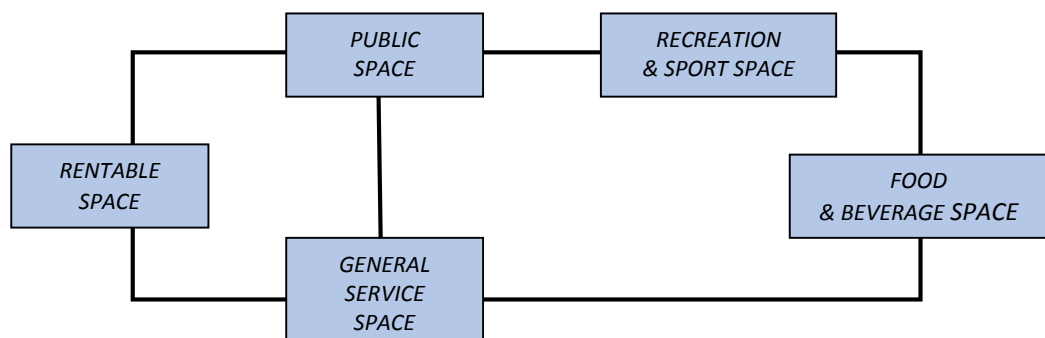 PUBLIC
SPACE
RECREATION
& SPORT SPACE
RENTABLE
SPACE
FOOD
& BEVERAGE SPACE
GENERAL
SERVICE
SPACE